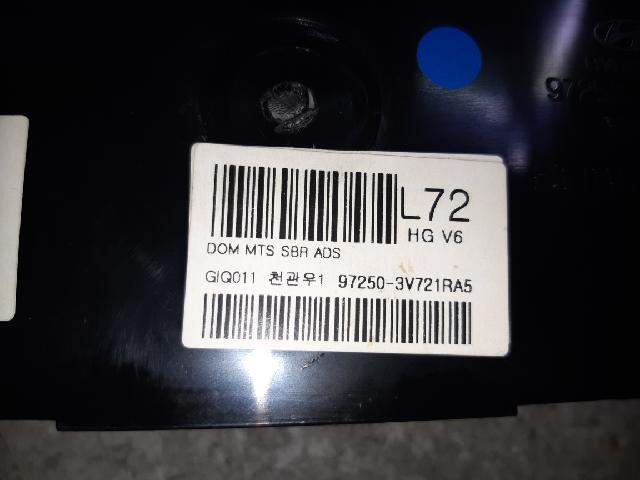 L72
HG V6
DOM MTS SBR ADS
GIQ011 천관우1 97250-3V721RA5